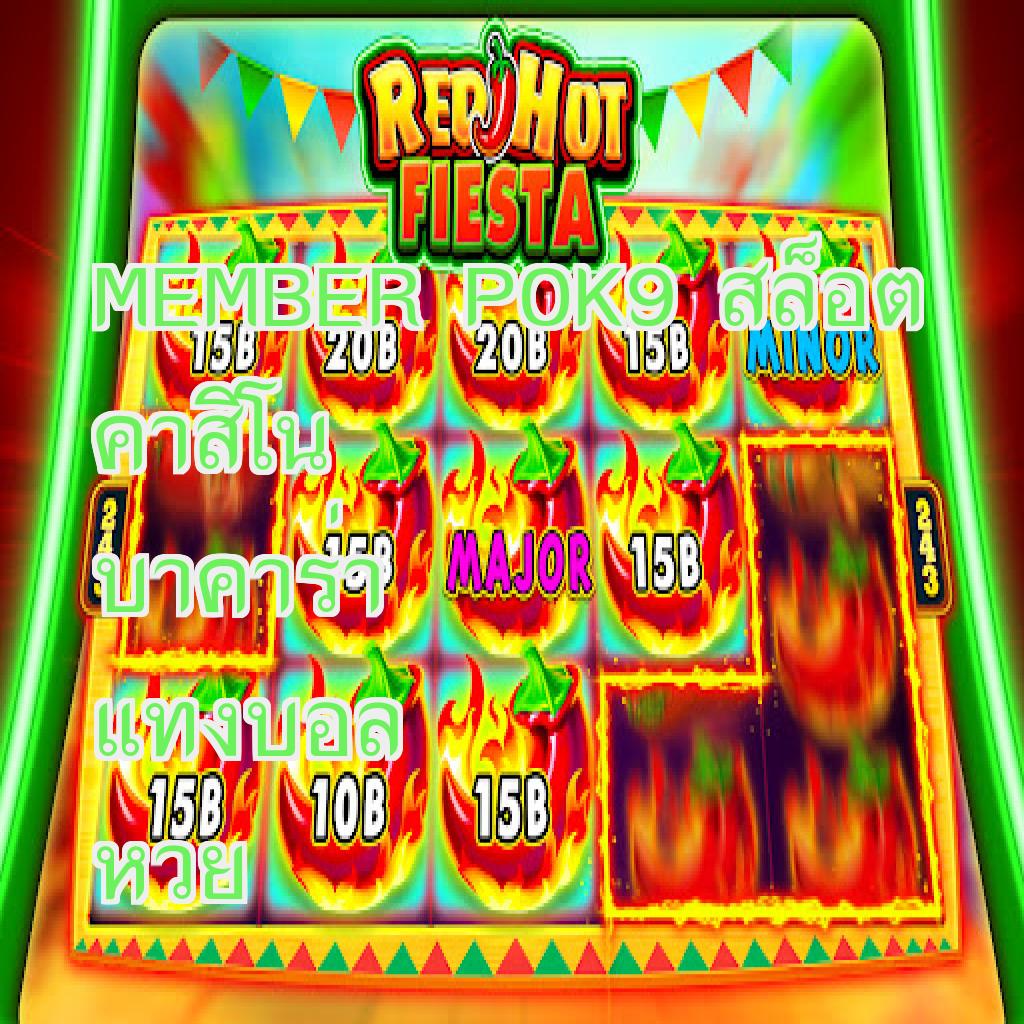 RED HOT
FIESTA
MEMBER POK9 สล็อต
15B 20B 20B 15B MINOR
คาสิโน
บาคาร่า
15B MAJOR 15B
243
แทงบอล
15B 10B 15B
หวย